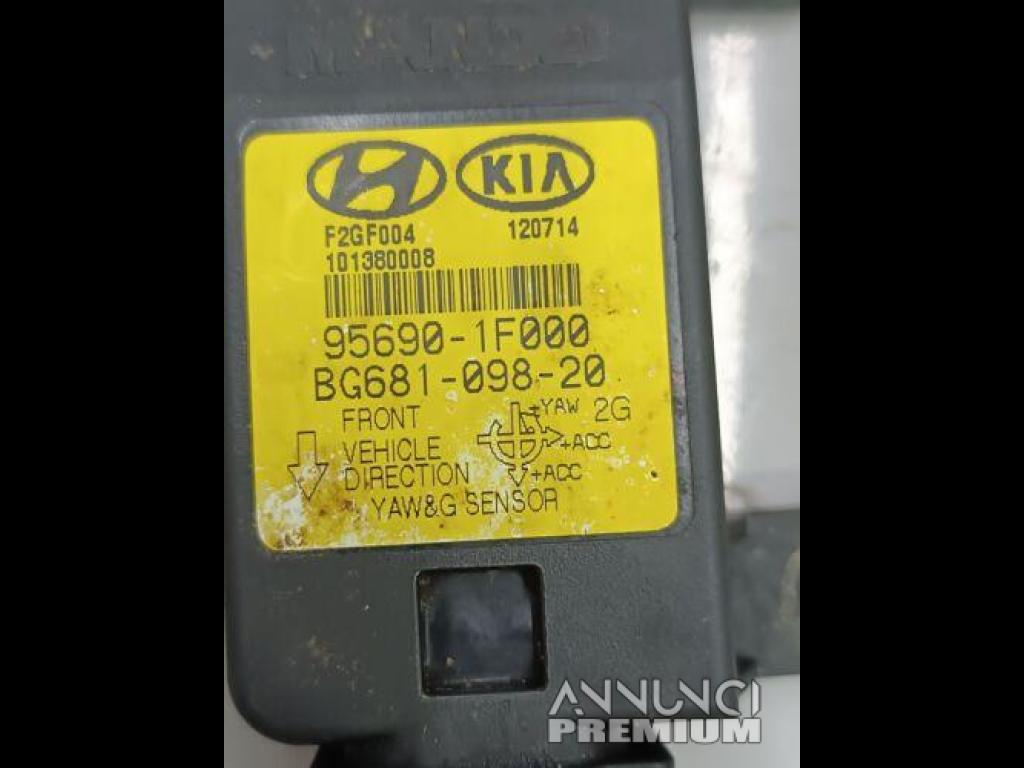 MANDO
KIA
F2GF004 120714
101380008
95690-1F000
BG681-098-20
FRONT +YAW 2G
VEHICLE +ACC
DIRECTION +ACC
YAW&G SENSOR
ANNUNCI
PREMIUM